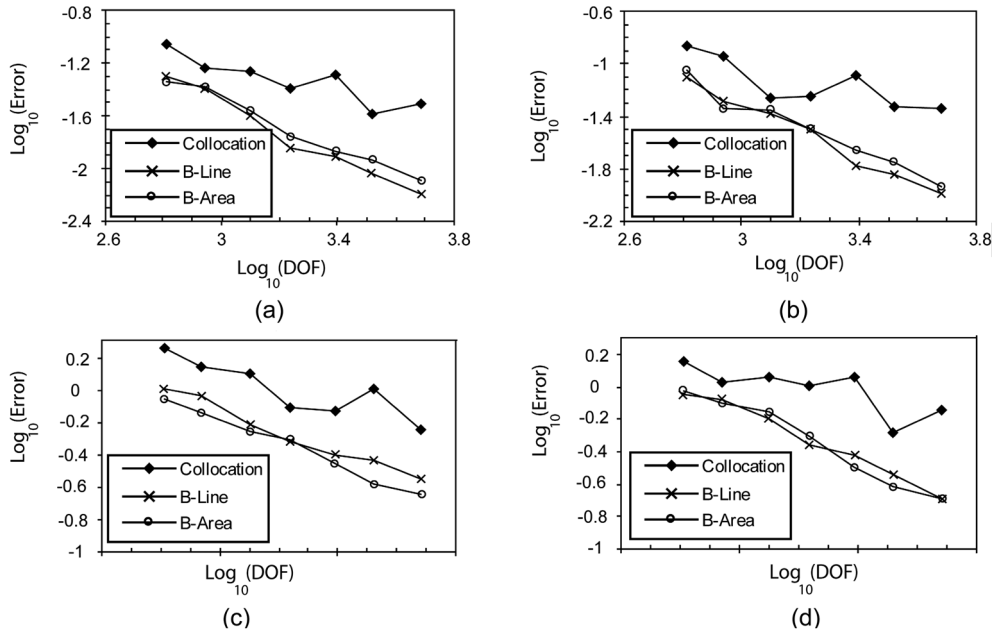 -0.8
-1.2
-1.6
-2
-2.4
Log10(Error)
Collocation
B-Line
B-Area
2.6 3 3.4 3.8
Log10(DOF)
(a)
-0.6
-1
-1.4
-1.8
-2.2
Log10(Error)
Collocation
B-Line
B-Area
2.6 3 3.4 3.8
Log10(DOF)
(b)
0.2
0
-0.2
-0.4
-0.6
-0.8
-1
Log10(Error)
Collocation
B-Line
B-Area
Log10(DOF)
(c)
0.2
0
-0.2
-0.4
-0.6
-0.8
-1
Log10(Error)
Collocation
B-Line
B-Area
Log10(DOF)
(d)